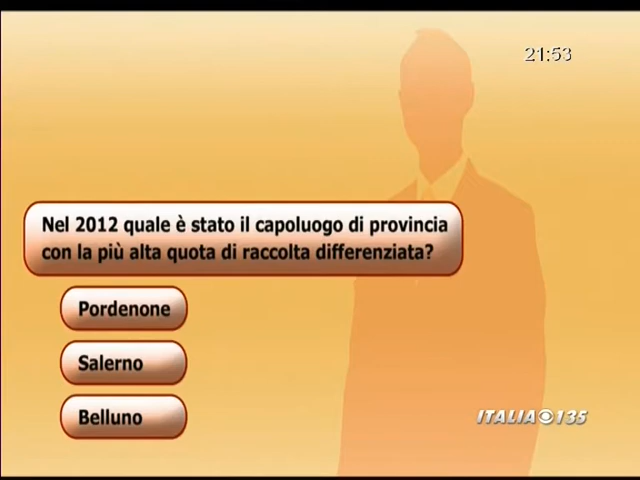 21:53
Nel 2012 quale è stato il capoluogo di provincia
con la più alta quota di raccolta differenziata?
Pordenone
Salerno
Belluno
ITALIA 135